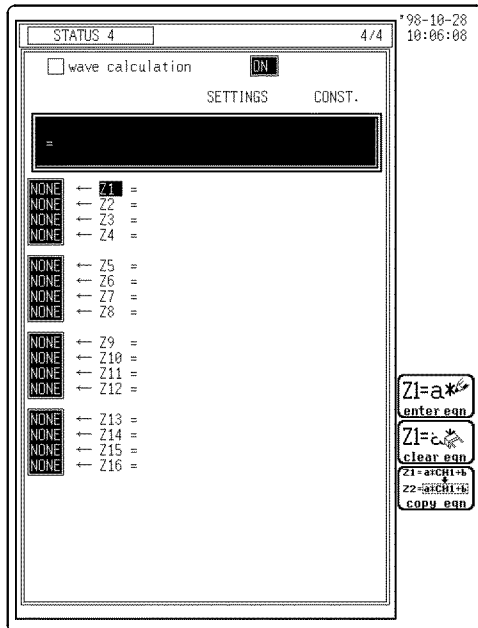 STATUS 4 4/4
'98-10-28
10:06:08
wave calculation ON
SETTINGS CONST.
=
NONE ← Z1 =
NONE ← Z2 =
NONE ← Z3 =
NONE ← Z4 =
NONE ← Z5 =
NONE ← Z6 =
NONE ← Z7 =
NONE ← Z8 =
NONE ← Z9 =
NONE ← Z10 =
NONE ← Z11 =
NONE ← Z12 =
NONE ← Z13 =
NONE ← Z14 =
NONE ← Z15 =
NONE ← Z16 =
Z1=a*
enter eqn
Z1=a*
clear eqn
Z1=a*CH1+b
Z2=a*CH1+b
copy eqn